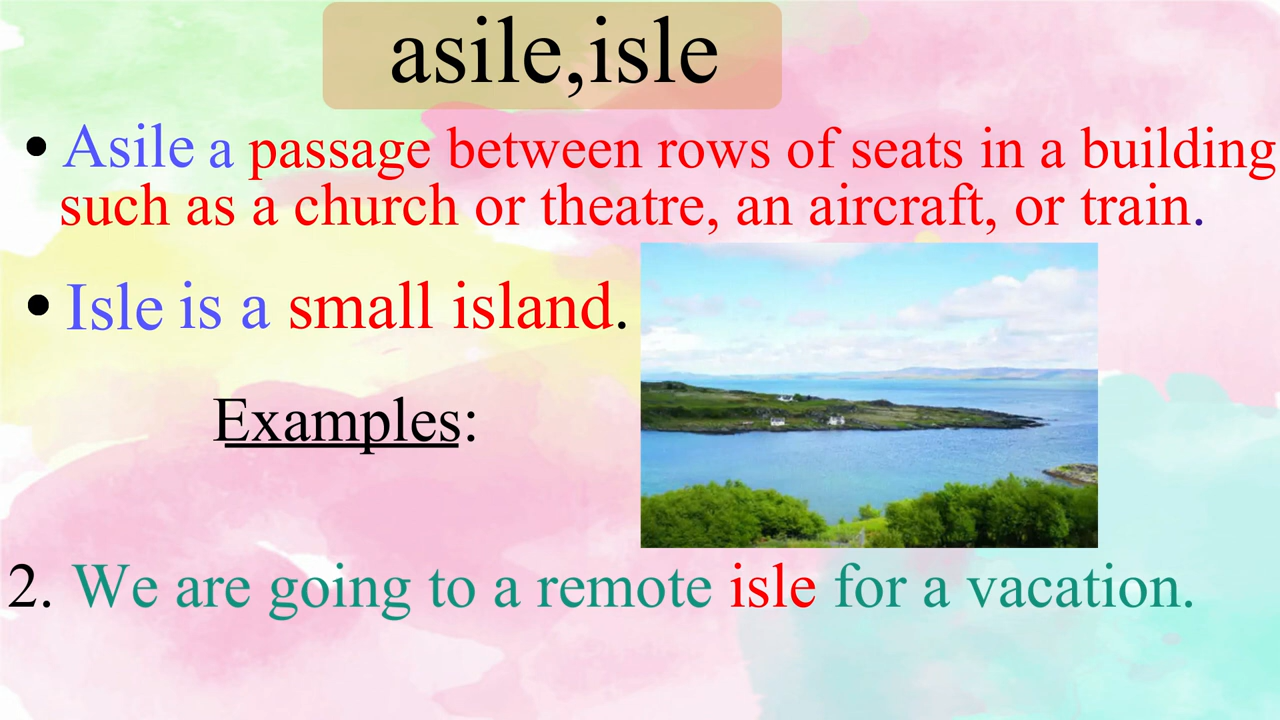 asile,isle
• Asile a passage between rows of seats in a building
such as a church or theatre, an aircraft, or train.
• Isle is a small island.
Examples:
2. We are going to a remote isle for a vacation.